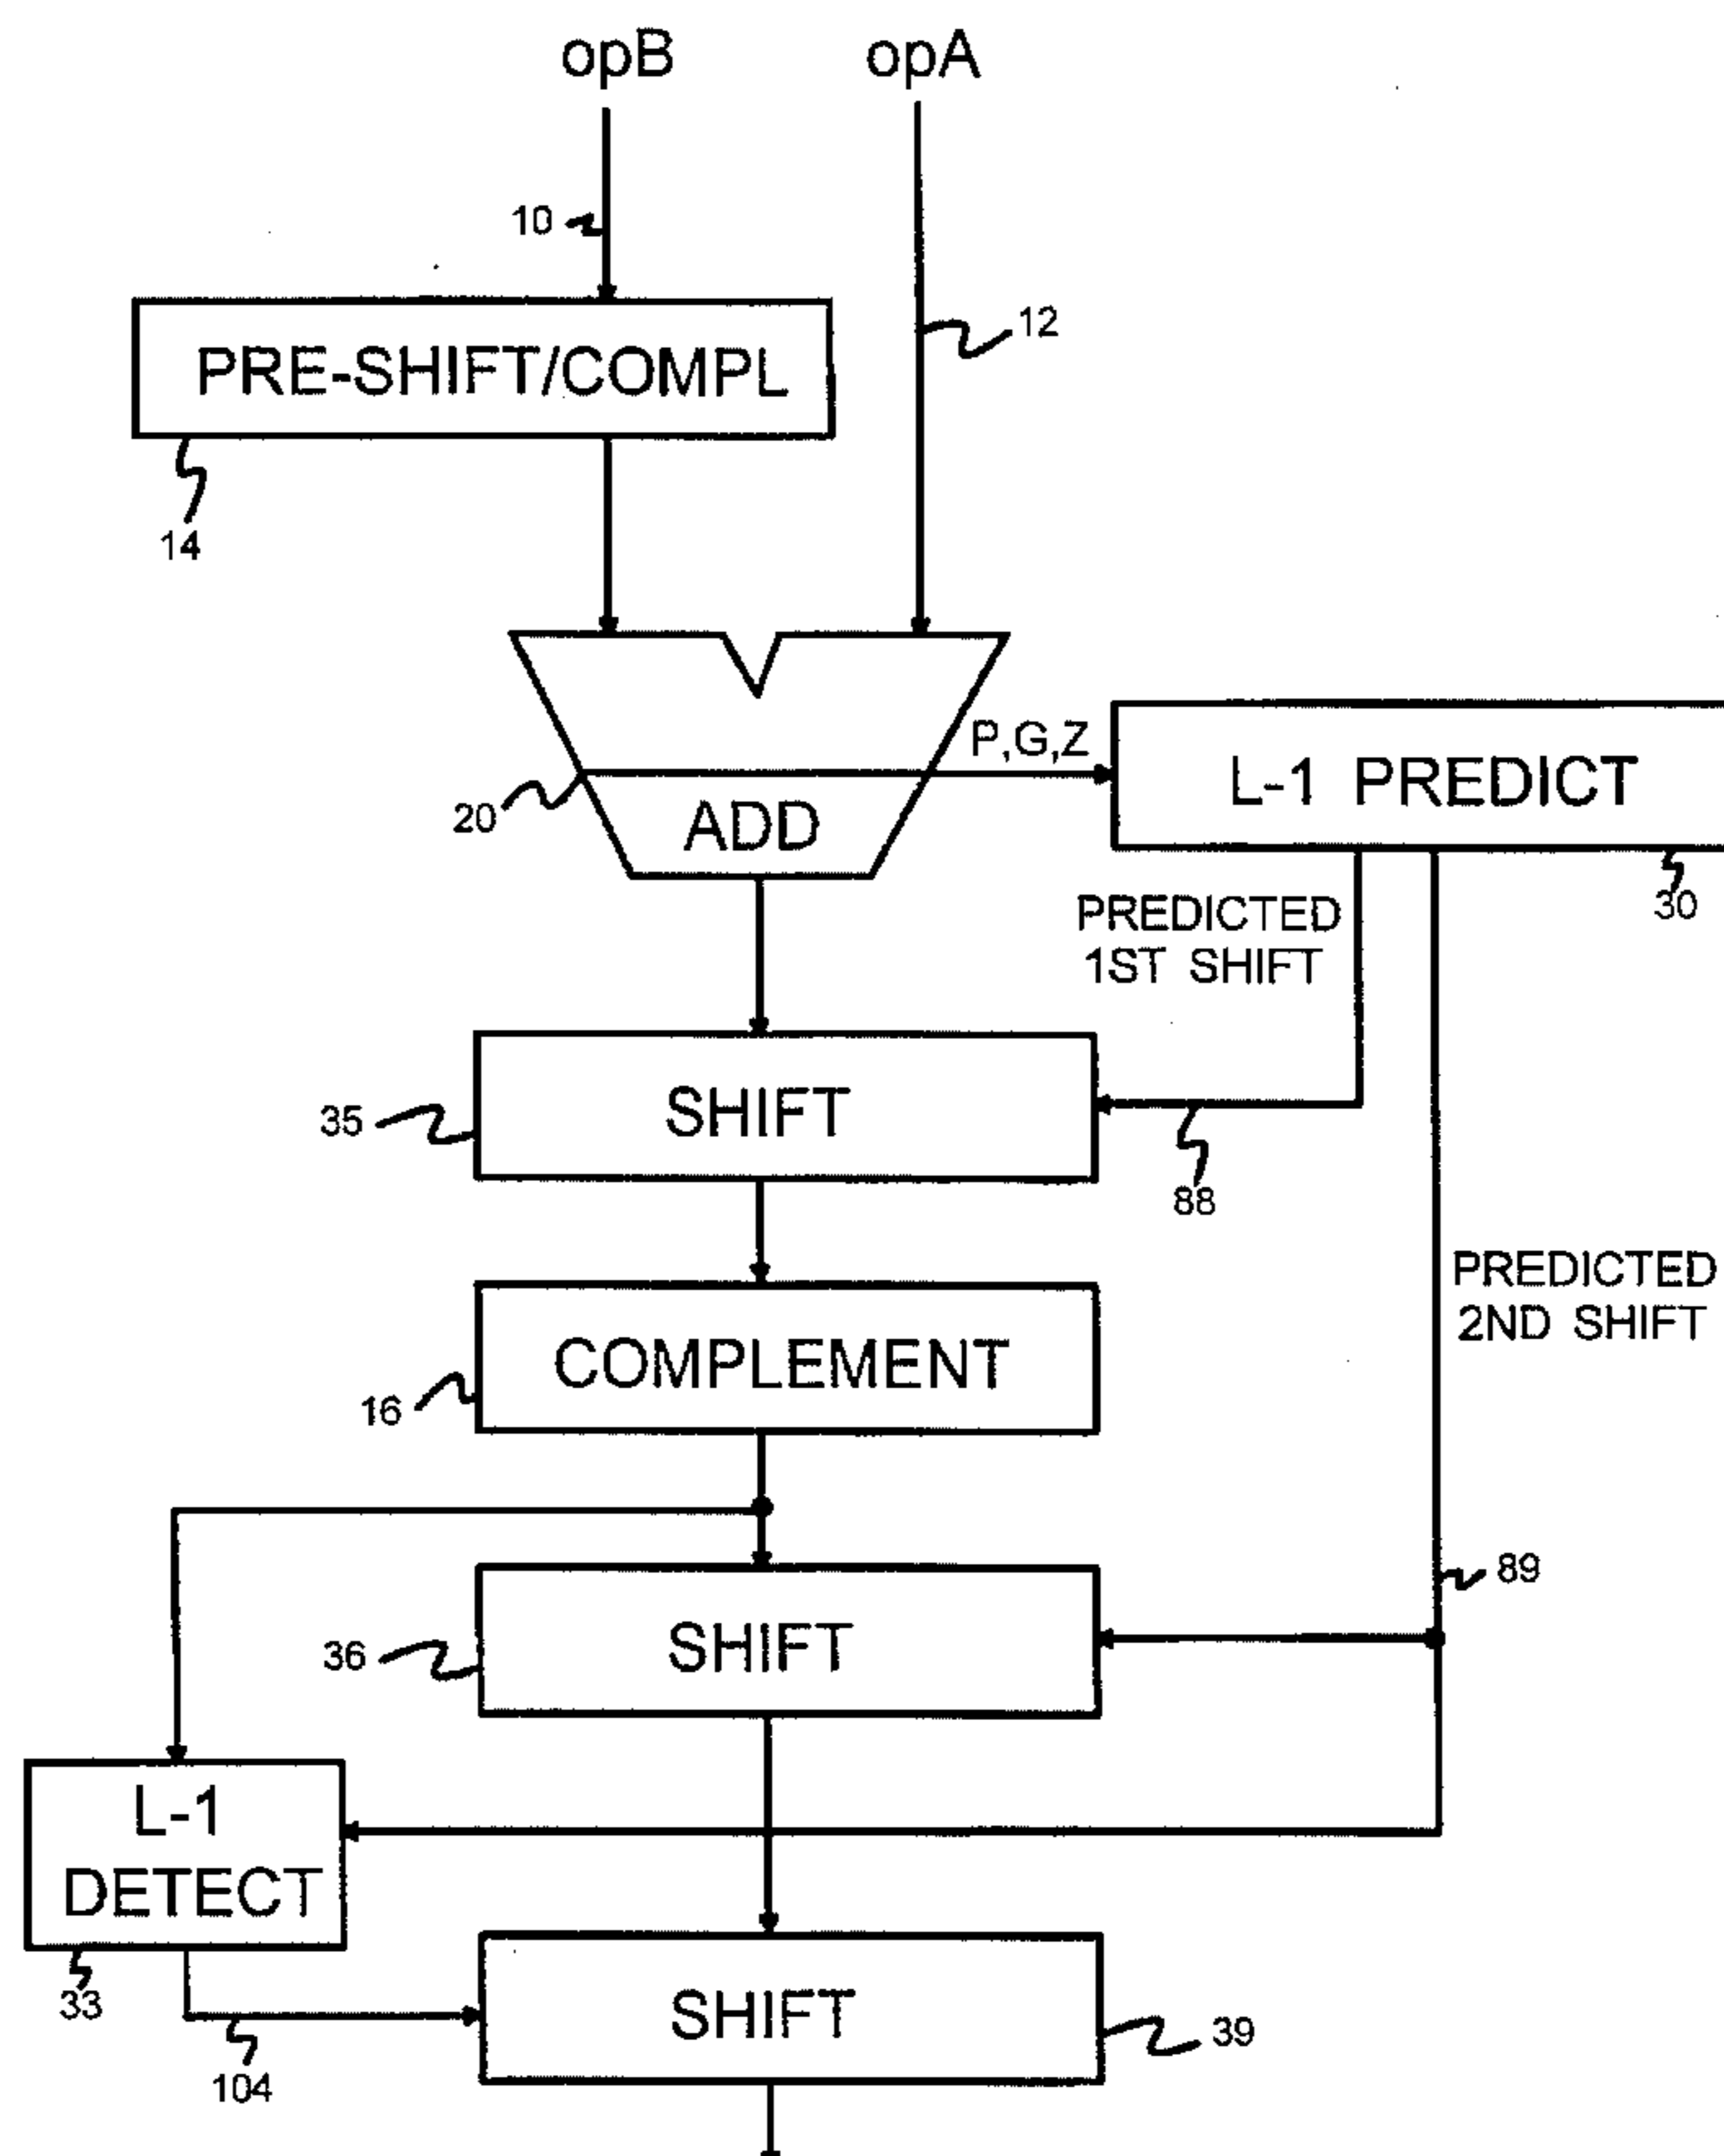 opB
opA
10
12
PRE-SHIFT/COMPL
14
P,G,Z
L-1 PREDICT
20
ADD
30
PREDICTED
1ST SHIFT
35
SHIFT
88
PREDICTED
2ND SHIFT
COMPLEMENT
16
89
36
SHIFT
L-1
DETECT
33
SHIFT
39
104